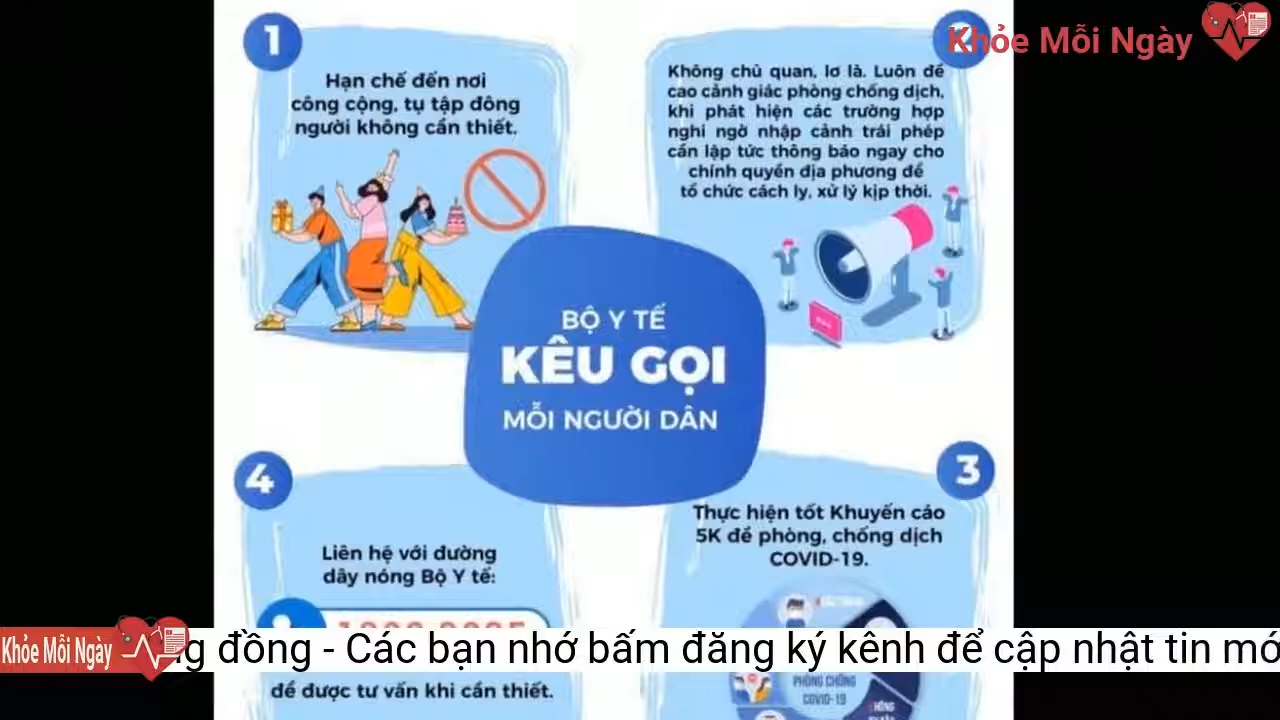 1
Hạn chế đến nơi
công cộng, tụ tập đông
người không cần thiết.
Khỏe Mỗi Ngày
Không chủ quan, lơ là. Luôn đề
cao cảnh giác phòng chống dịch,
khi phát hiện các trường hợp
nghi ngờ nhập cảnh trái phép
cần lập tức thông báo ngay cho
chính quyền địa phương để
tổ chức cách ly, xử lý kịp thời.
BỘ Y TẾ
KÊU GỌI
MỖI NGƯỜI DÂN
3
Thực hiện tốt Khuyến cáo
5K để phòng, chống dịch
COVID-19.
PHÒNG CHỐNG
COVID-19
4
Liên hệ với đường
dây nóng Bộ Y tế:
để được tư vấn khi cần thiết.
Khỏe Mỗi Ngày
đồng - Các bạn nhớ bấm đăng ký kênh để cập nhật tin